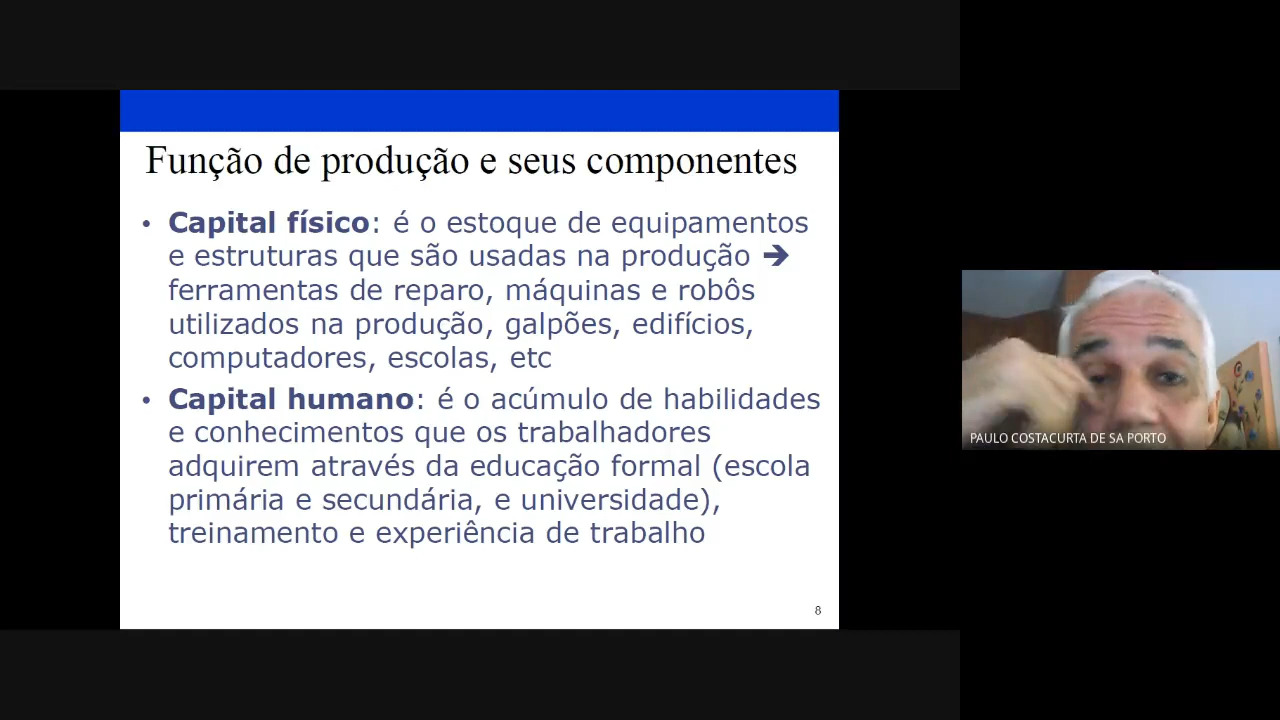 Função de produção e seus componentes
• Capital físico: é o estoque de equipamentos
e estruturas que são usadas na produção ➔
ferramentas de reparo, máquinas e robôs
utilizados na produção, galpões, edifícios,
computadores, escolas, etc
• Capital humano: é o acúmulo de habilidades
e conhecimentos que os trabalhadores
adquirem através da educação formal (escola
primária e secundária, e universidade),
treinamento e experiência de trabalho
8
PAULO COSTACURTA DE SA PORTO